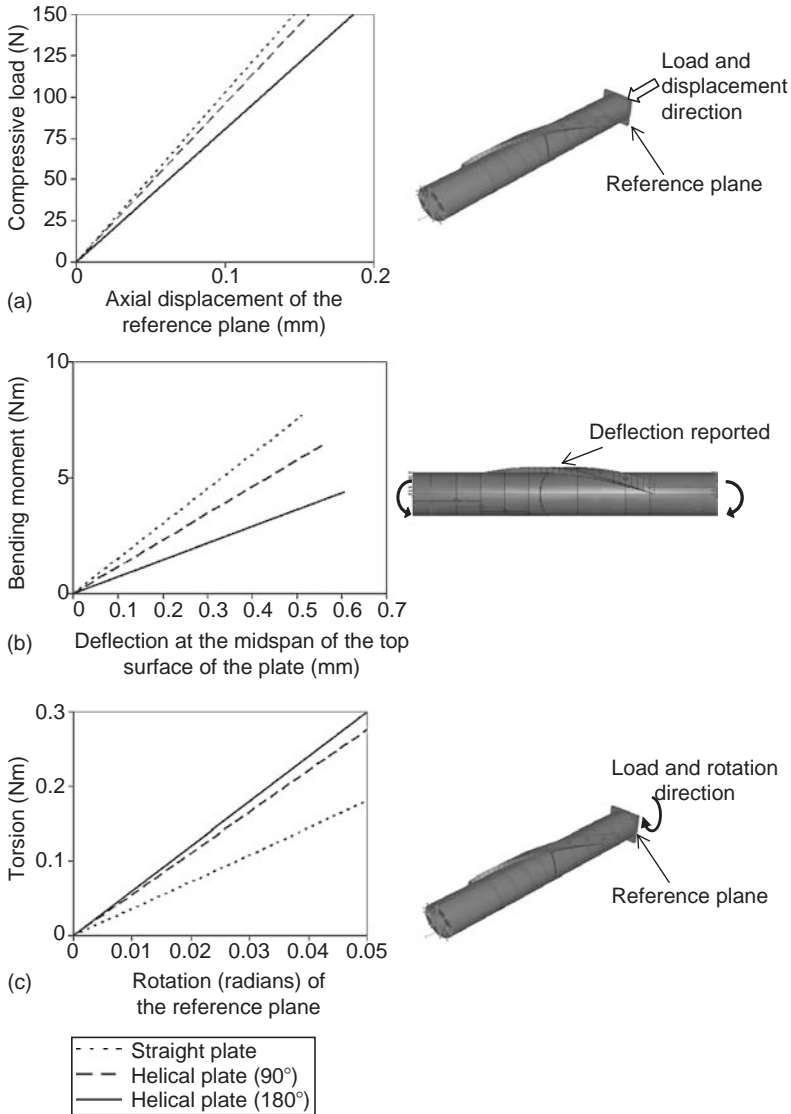 150
125
100
75
50
25
0
Compressive load (N)
0
0.1
0.2
(a)
Axial displacement of the
reference plane (mm)
Load and
displacement
direction
Reference plane
10
5
0
Bending moment (Nm)
0 0.1 0.2 0.3 0.4 0.5 0.6 0.7
(b)
Deflection at the midspan of the top
surface of the plate (mm)
Deflection reported
0.3
0.2
0.1
0
Torsion (Nm)
0 0.01 0.02 0.03 0.04 0.05
(c)
Rotation (radians) of
the reference plane
Load and rotation
direction
Reference plane
Straight plate
Helical plate (90°)
Helical plate (180°)